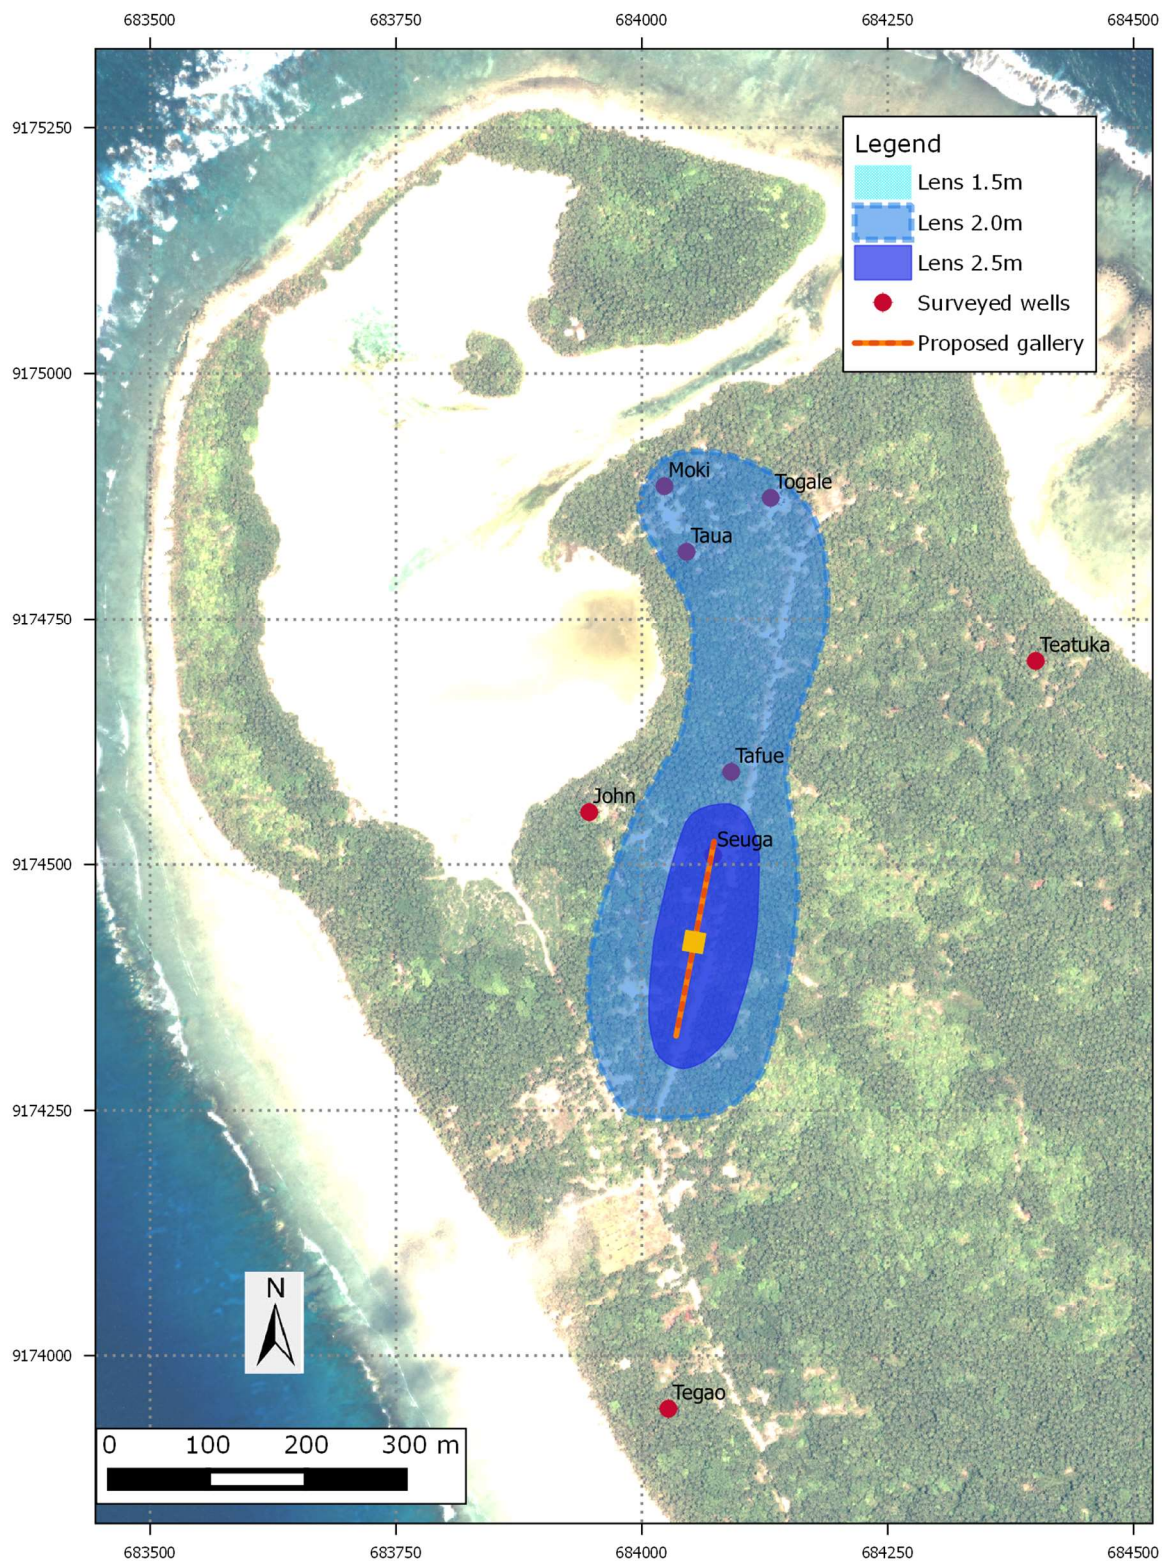 683500 683750 684000 684250 684500
9175250
Legend
Lens 1.5m
Lens 2.0m
Lens 2.5m
Surveyed wells
Proposed gallery
9175000
Moki
Togale
Taua
9174750
Teatuka
Tafue
John
Seuga
9174500
9174250
N
9174000
Tegao
0 100 200 300 m
683500 683750 684000 684250 684500